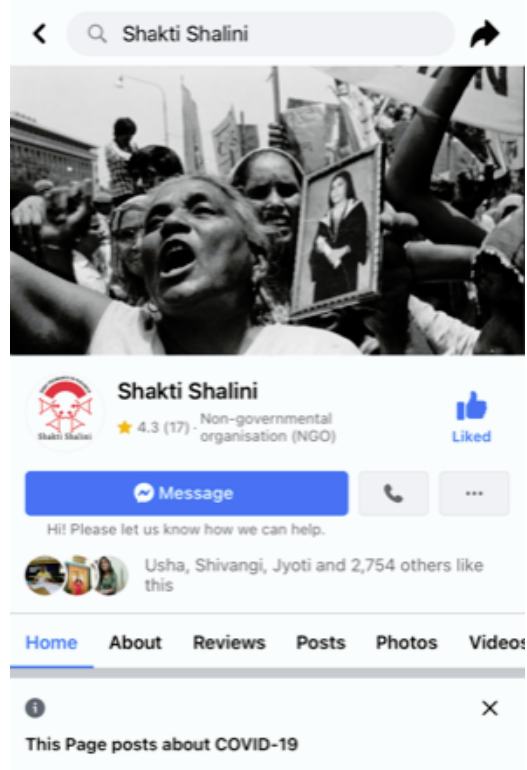 Shakti Shalini
Shakti Shalini
Shakti Shalini
4.3 (17) · Non-governmental
organisation (NGO)
Liked
Message
Hi! Please let us know how we can help.
Usha, Shivangi, Jyoti and 2,754 others like
this
Home About Reviews Posts Photos Videos
This Page posts about COVID-19